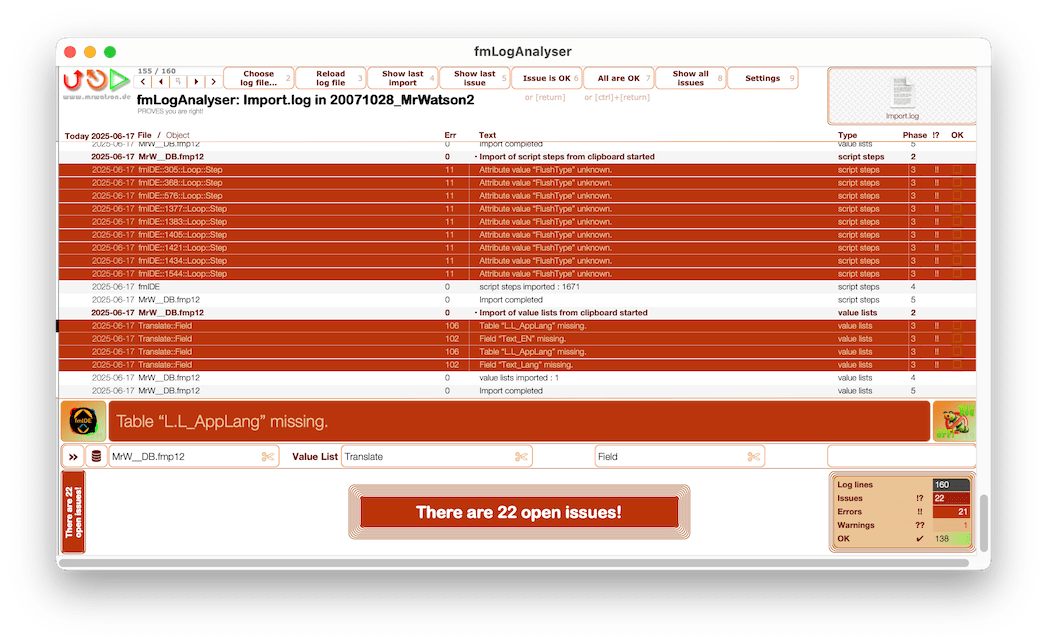 fmLogAnalyser
155 / 160
Choose log file... 2
Reload log file 3
Show last import 4
Show last issue 5
Issue is OK 6
All are OK 7
Show all issues 8
Settings 9
or [return]
or [ctrl]+[return]
www.mrwatson.de
fmLogAnalyser: Import.log in 20071028_MrWatson2
PROVES you are right!
Import.log
Today 2025-06-17 File / Object Err Text Type Phase !? OK
2025-06-17 MrW__DB.fmp12 0 Import completed value lists 5
2025-06-17 MrW__DB.fmp12 0 • Import of script steps from clipboard started script steps 2
2025-06-17 fmIDE::305::Loop::Step 11 Attribute value “FlushType” unknown. script steps 3 !!
2025-06-17 fmIDE::368::Loop::Step 11 Attribute value “FlushType” unknown. script steps 3 !!
2025-06-17 fmIDE::576::Loop::Step 11 Attribute value “FlushType” unknown. script steps 3 !!
2025-06-17 fmIDE::1377::Loop::Step 11 Attribute value “FlushType” unknown. script steps 3 !!
2025-06-17 fmIDE::1383::Loop::Step 11 Attribute value “FlushType” unknown. script steps 3 !!
2025-06-17 fmIDE::1405::Loop::Step 11 Attribute value “FlushType” unknown. script steps 3 !!
2025-06-17 fmIDE::1421::Loop::Step 11 Attribute value “FlushType” unknown. script steps 3 !!
2025-06-17 fmIDE::1434::Loop::Step 11 Attribute value “FlushType” unknown. script steps 3 !!
2025-06-17 fmIDE::1544::Loop::Step 11 Attribute value “FlushType” unknown. script steps 3 !!
2025-06-17 fmIDE 0 script steps imported : 1671 script steps 4
2025-06-17 MrW__DB.fmp12 0 Import completed script steps 5
2025-06-17 MrW__DB.fmp12 0 • Import of value lists from clipboard started value lists 2
2025-06-17 Translate::Field 106 Table “L.L_AppLang” missing. value lists 3 !!
2025-06-17 Translate::Field 102 Field “Text_EN” missing. value lists 3 !!
2025-06-17 Translate::Field 106 Table “L.L_AppLang” missing. value lists 3 !!
2025-06-17 Translate::Field 102 Field “Text_Lang” missing. value lists 3 !!
2025-06-17 MrW__DB.fmp12 0 value lists imported : 1 value lists 4
2025-06-17 MrW__DB.fmp12 0 Import completed value lists 5
fmIDE
Table “L.L_AppLang” missing.
MrW__DB.fmp12 Value List Translate Field
There are 22
open issues!
There are 22 open issues!
Log lines 160
Issues !? 22
Errors !! 21
Warnings ?? 1
OK ✔ 138